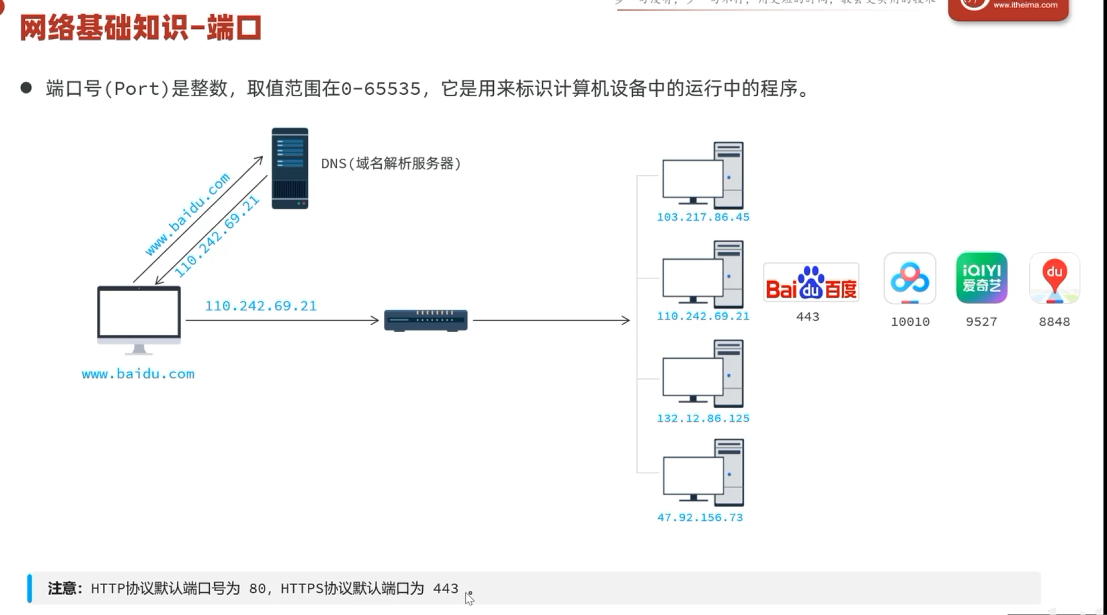 www.itheima.com
网络基础知识-端口
● 端口号(Port)是整数，取值范围在0-65535，它是用来标识计算机设备中的运行中的程序。
DNS(域名解析服务器)
www.baidu.com
110.242.69.21
103.217.86.45
110.242.69.21
www.baidu.com
110.242.69.21
Bai du 百度
443
10010
iQIYI
爱奇艺
9527
du
8848
132.12.86.125
47.92.156.73
注意：HTTP协议默认端口号为 80，HTTPS协议默认端口为 443